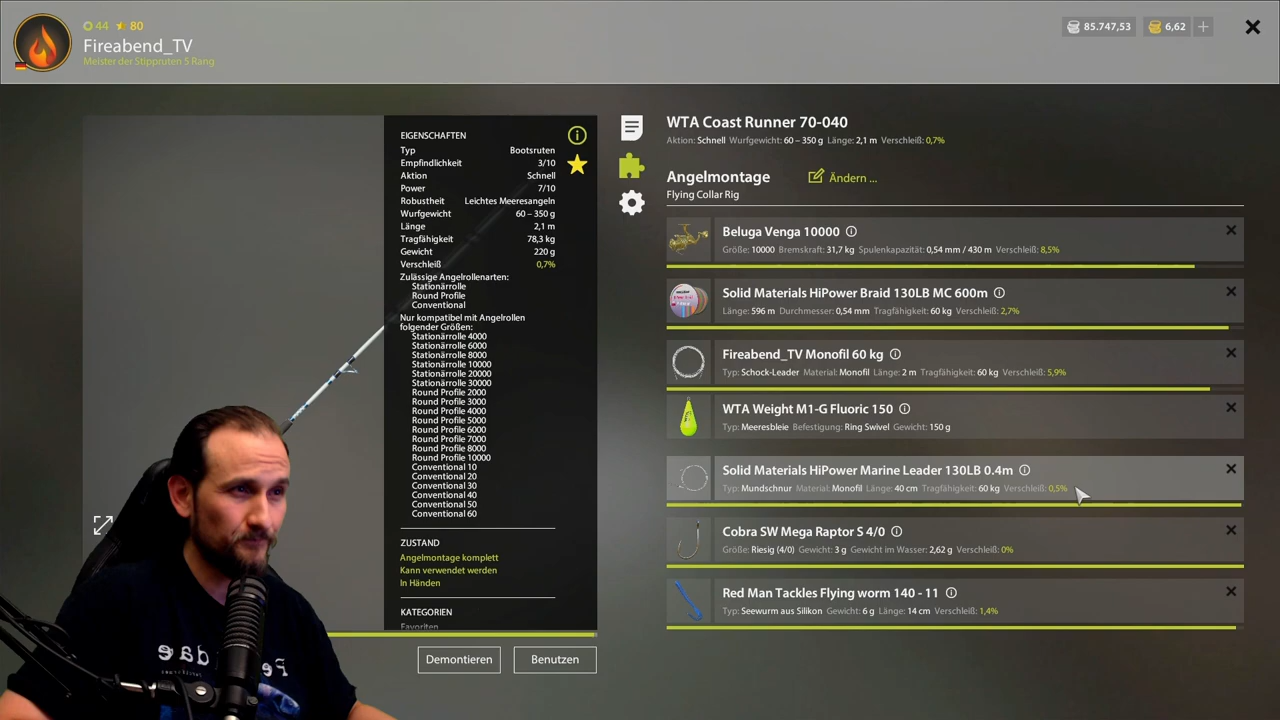 44 80
Fireabend_TV
Meister der Stippruten 5 Rang
85.747,53
6,62
EIGENSCHAFTEN
Typ Bootsruten
Empfindlichkeit 3/10
Aktion Schnell
Power 7/10
Robustheit Leichtes Meeresangeln
Wurfgewicht 60 – 350 g
Länge 2,1 m
Tragfähigkeit 78,3 kg
Gewicht 220 g
Verschleiß 0,7%
Zulässige Angelrollenarten:
Stationärrolle
Round Profile
Conventional
Nur kompatibel mit Angelrollen
folgender Größen:
Stationärrolle 4000
Stationärrolle 6000
Stationärrolle 8000
Stationärrolle 10000
Stationärrolle 20000
Stationärrolle 30000
Round Profile 2000
Round Profile 3000
Round Profile 4000
Round Profile 5000
Round Profile 6000
Round Profile 7000
Round Profile 8000
Round Profile 10000
Conventional 10
Conventional 20
Conventional 30
Conventional 40
Conventional 50
Conventional 60
ZUSTAND
Angelmontage komplett
Kann verwendet werden
In Händen
KATEGORIEN
Favoriten
Demontieren
Benutzen
WTA Coast Runner 70-040
Aktion: Schnell Wurfgewicht: 60 – 350 g Länge: 2,1 m Verschleiß: 0,7%
Angelmontage
Ändern ...
Flying Collar Rig
Beluga Venga 10000
Größe: 10000 Bremskraft: 31,7 kg Spulenkapazität: 0,54 mm / 430 m Verschleiß: 8,5%
Solid Materials HiPower Braid 130LB MC 600m
Länge: 596 m Durchmesser: 0,54 mm Tragfähigkeit: 60 kg Verschleiß: 2,7%
Fireabend_TV Monofil 60 kg
Typ: Schock-Leader Material: Monofil Länge: 2 m Tragfähigkeit: 60 kg Verschleiß: 5,9%
WTA Weight M1-G Fluoric 150
Typ: Meeresbleie Befestigung: Ring Swivel Gewicht: 150 g
Solid Materials HiPower Marine Leader 130LB 0.4m
Typ: Mundschnur Material: Monofil Länge: 40 cm Tragfähigkeit: 60 kg Verschleiß: 0,5%
Cobra SW Mega Raptor S 4/0
Größe: Riesig (4/0) Gewicht: 3 g Gewicht im Wasser: 2,62 g Verschleiß: 0%
Red Man Tackles Flying worm 140 - 11
Typ: Seewurm aus Silikon Gewicht: 6 g Länge: 14 cm Verschleiß: 1,4%